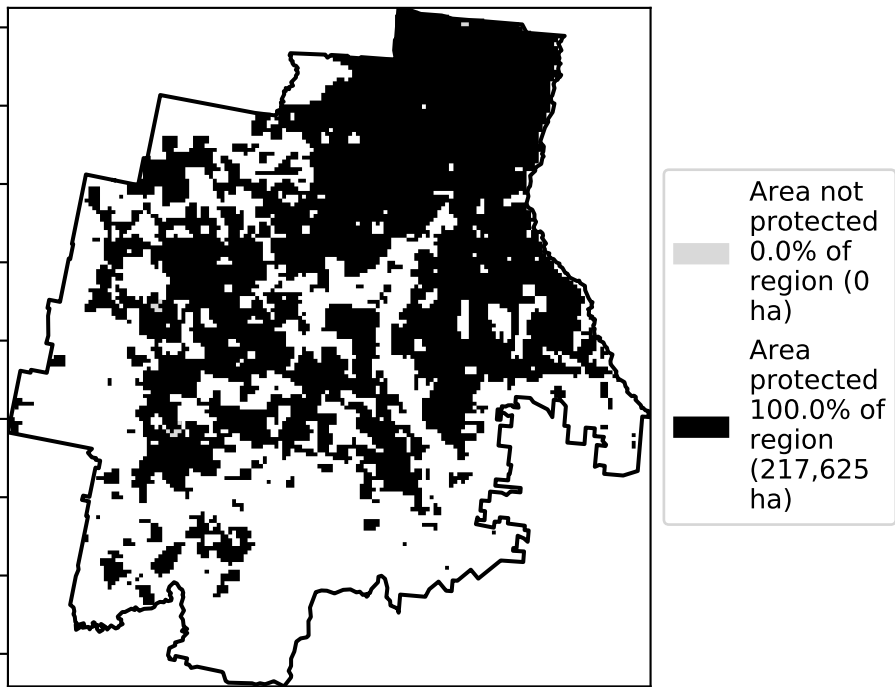 Area not
protected
0.0% of
region (0
ha)
Area
protected
100.0% of
region
(217,625
ha)